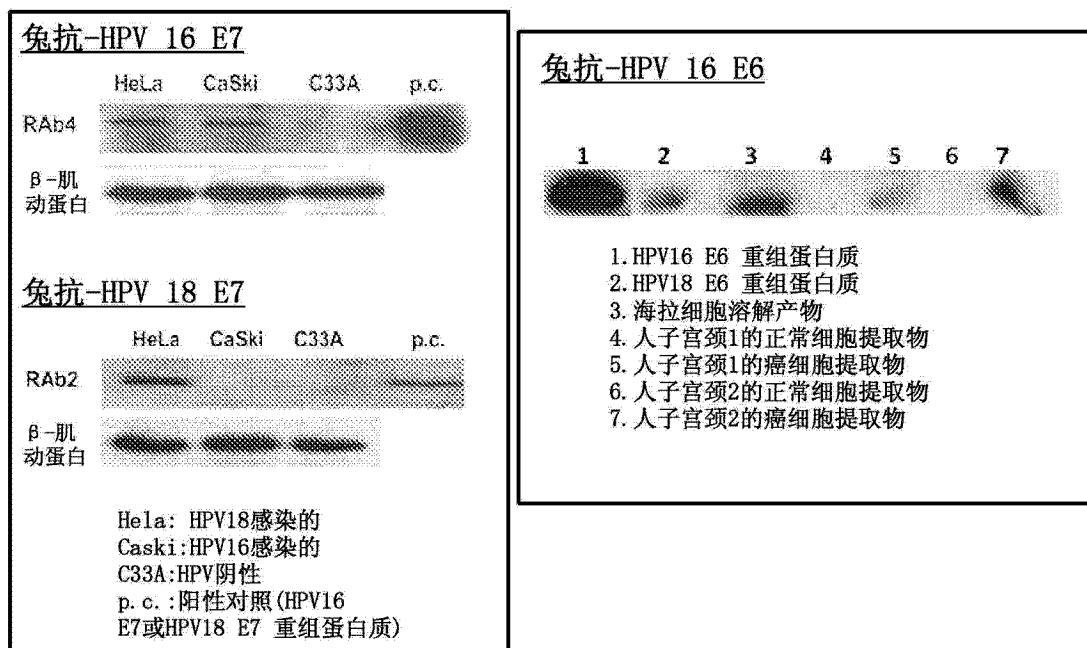 兔抗-HPV 16 E7
HeLa CaSki C33A p.c.
RAb4
β-肌
动蛋白
兔抗-HPV 18 E7
HeLa CaSki C33A p.c.
RAb2
β-肌
动蛋白
Hela: HPV18感染的
Caski:HPV16感染的
C33A:HPV阴性
p.c.:阳性对照(HPV16
E7或HPV18 E7 重组蛋白质)
兔抗-HPV 16 E6
1 2 3 4 5 6 7
1.HPV16 E6 重组蛋白质
2.HPV18 E6 重组蛋白质
3.海拉细胞溶解产物
4.人子宫颈1的正常细胞提取物
5.人子宫颈1的癌细胞提取物
6.人子宫颈2的正常细胞提取物
7.人子宫颈2的癌细胞提取物